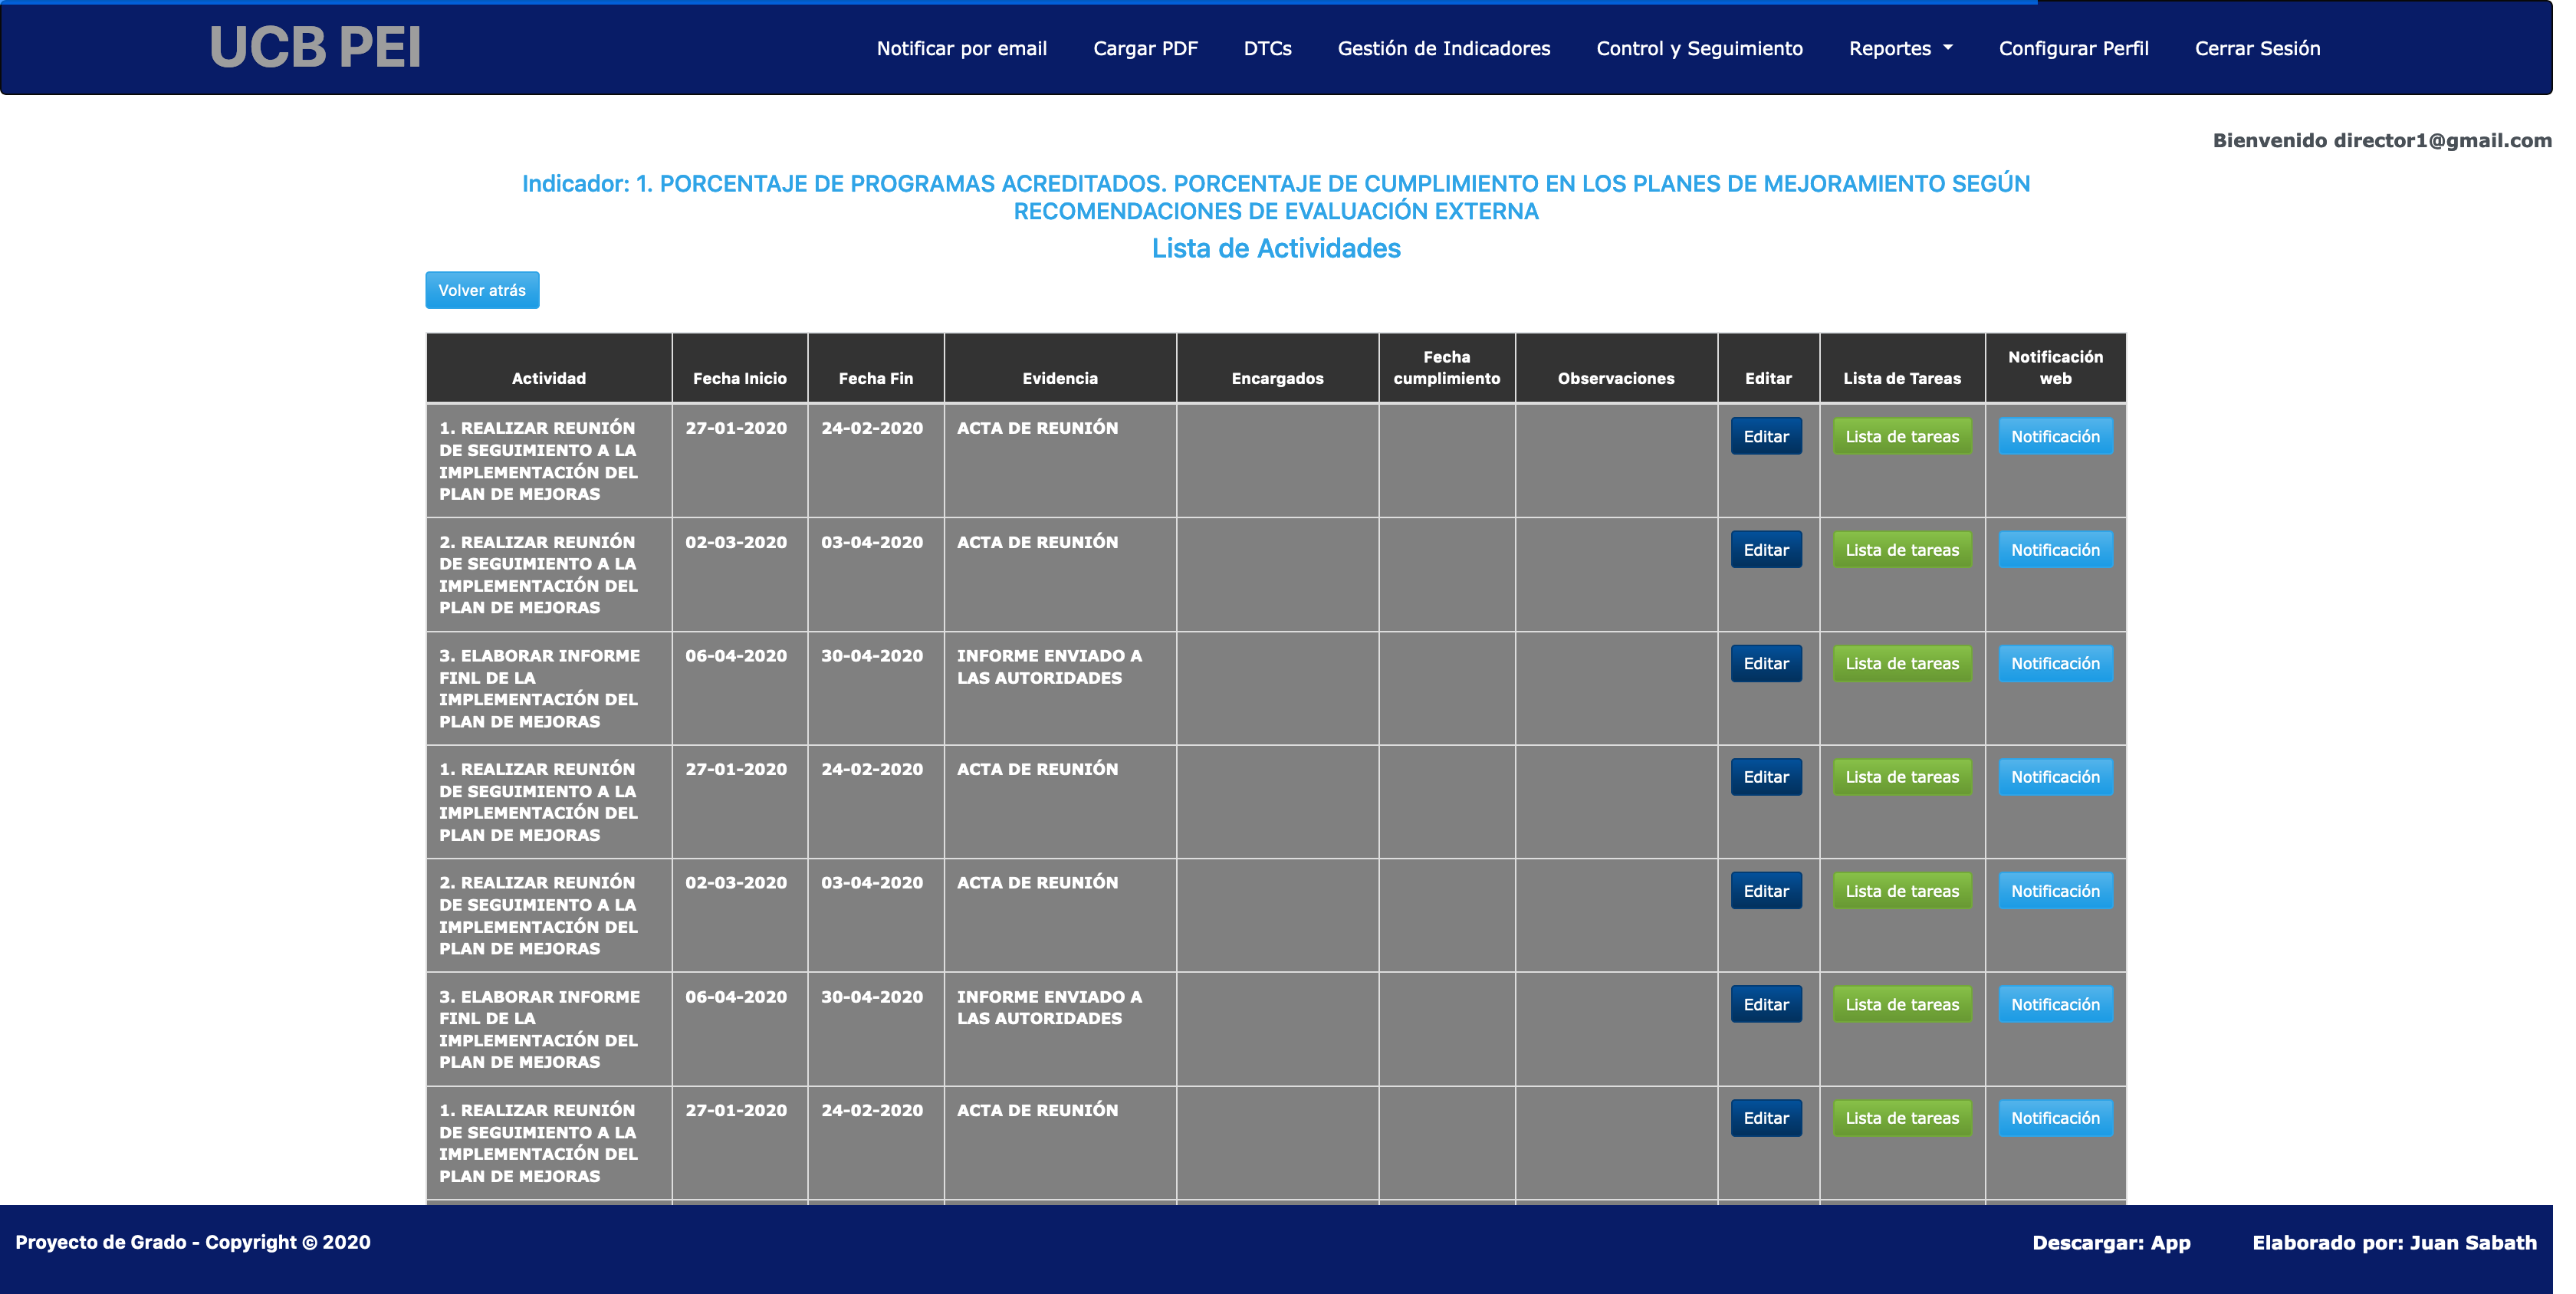 UCB PEI
Notificar por email
Cargar PDF
DTCs
Gestión de Indicadores
Control y Seguimiento
Reportes
Configurar Perfil
Cerrar Sesión
Bienvenido director1@gmail.com
Indicador: 1. PORCENTAJE DE PROGRAMAS ACREDITADOS. PORCENTAJE DE CUMPLIMIENTO EN LOS PLANES DE MEJORAMIENTO SEGÚN
RECOMENDACIONES DE EVALUACIÓN EXTERNA
Lista de Actividades
Volver atrás
Actividad
Fecha Inicio
Fecha Fin
Evidencia
Encargados
Fecha
cumplimiento
Observaciones
Editar
Lista de Tareas
Notificación
web
1. REALIZAR REUNIÓN
DE SEGUIMIENTO A LA
IMPLEMENTACIÓN DEL
PLAN DE MEJORAS
27-01-2020
24-02-2020
ACTA DE REUNIÓN
Editar
Lista de tareas
Notificación
2. REALIZAR REUNIÓN
DE SEGUIMIENTO A LA
IMPLEMENTACIÓN DEL
PLAN DE MEJORAS
02-03-2020
03-04-2020
ACTA DE REUNIÓN
Editar
Lista de tareas
Notificación
3. ELABORAR INFORME
FINL DE LA
IMPLEMENTACIÓN DEL
PLAN DE MEJORAS
06-04-2020
30-04-2020
INFORME ENVIADO A
LAS AUTORIDADES
Editar
Lista de tareas
Notificación
1. REALIZAR REUNIÓN
DE SEGUIMIENTO A LA
IMPLEMENTACIÓN DEL
PLAN DE MEJORAS
27-01-2020
24-02-2020
ACTA DE REUNIÓN
Editar
Lista de tareas
Notificación
2. REALIZAR REUNIÓN
DE SEGUIMIENTO A LA
IMPLEMENTACIÓN DEL
PLAN DE MEJORAS
02-03-2020
03-04-2020
ACTA DE REUNIÓN
Editar
Lista de tareas
Notificación
3. ELABORAR INFORME
FINL DE LA
IMPLEMENTACIÓN DEL
PLAN DE MEJORAS
06-04-2020
30-04-2020
INFORME ENVIADO A
LAS AUTORIDADES
Editar
Lista de tareas
Notificación
1. REALIZAR REUNIÓN
DE SEGUIMIENTO A LA
IMPLEMENTACIÓN DEL
PLAN DE MEJORAS
27-01-2020
24-02-2020
ACTA DE REUNIÓN
Editar
Lista de tareas
Notificación
Proyecto de Grado - Copyright © 2020
Descargar: App
Elaborado por: Juan Sabath